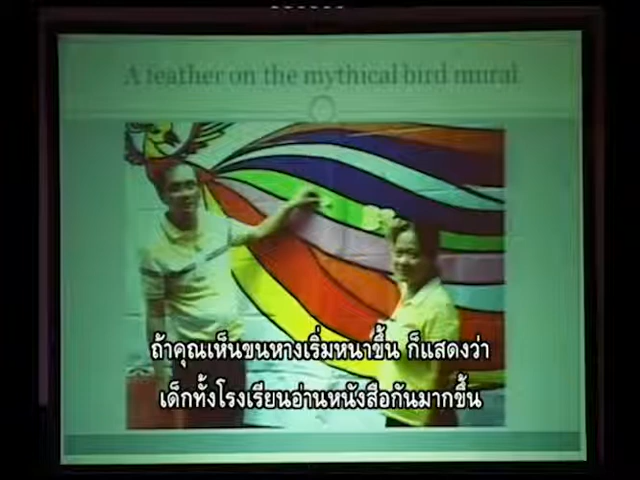 A feather on the mythical bird mural
ถ้าคุณเห็นขนหางเริ่มหนาขึ้น ก็แสดงว่า
เด็กทั้งโรงเรียนอ่านหนังสือกันมากขึ้น